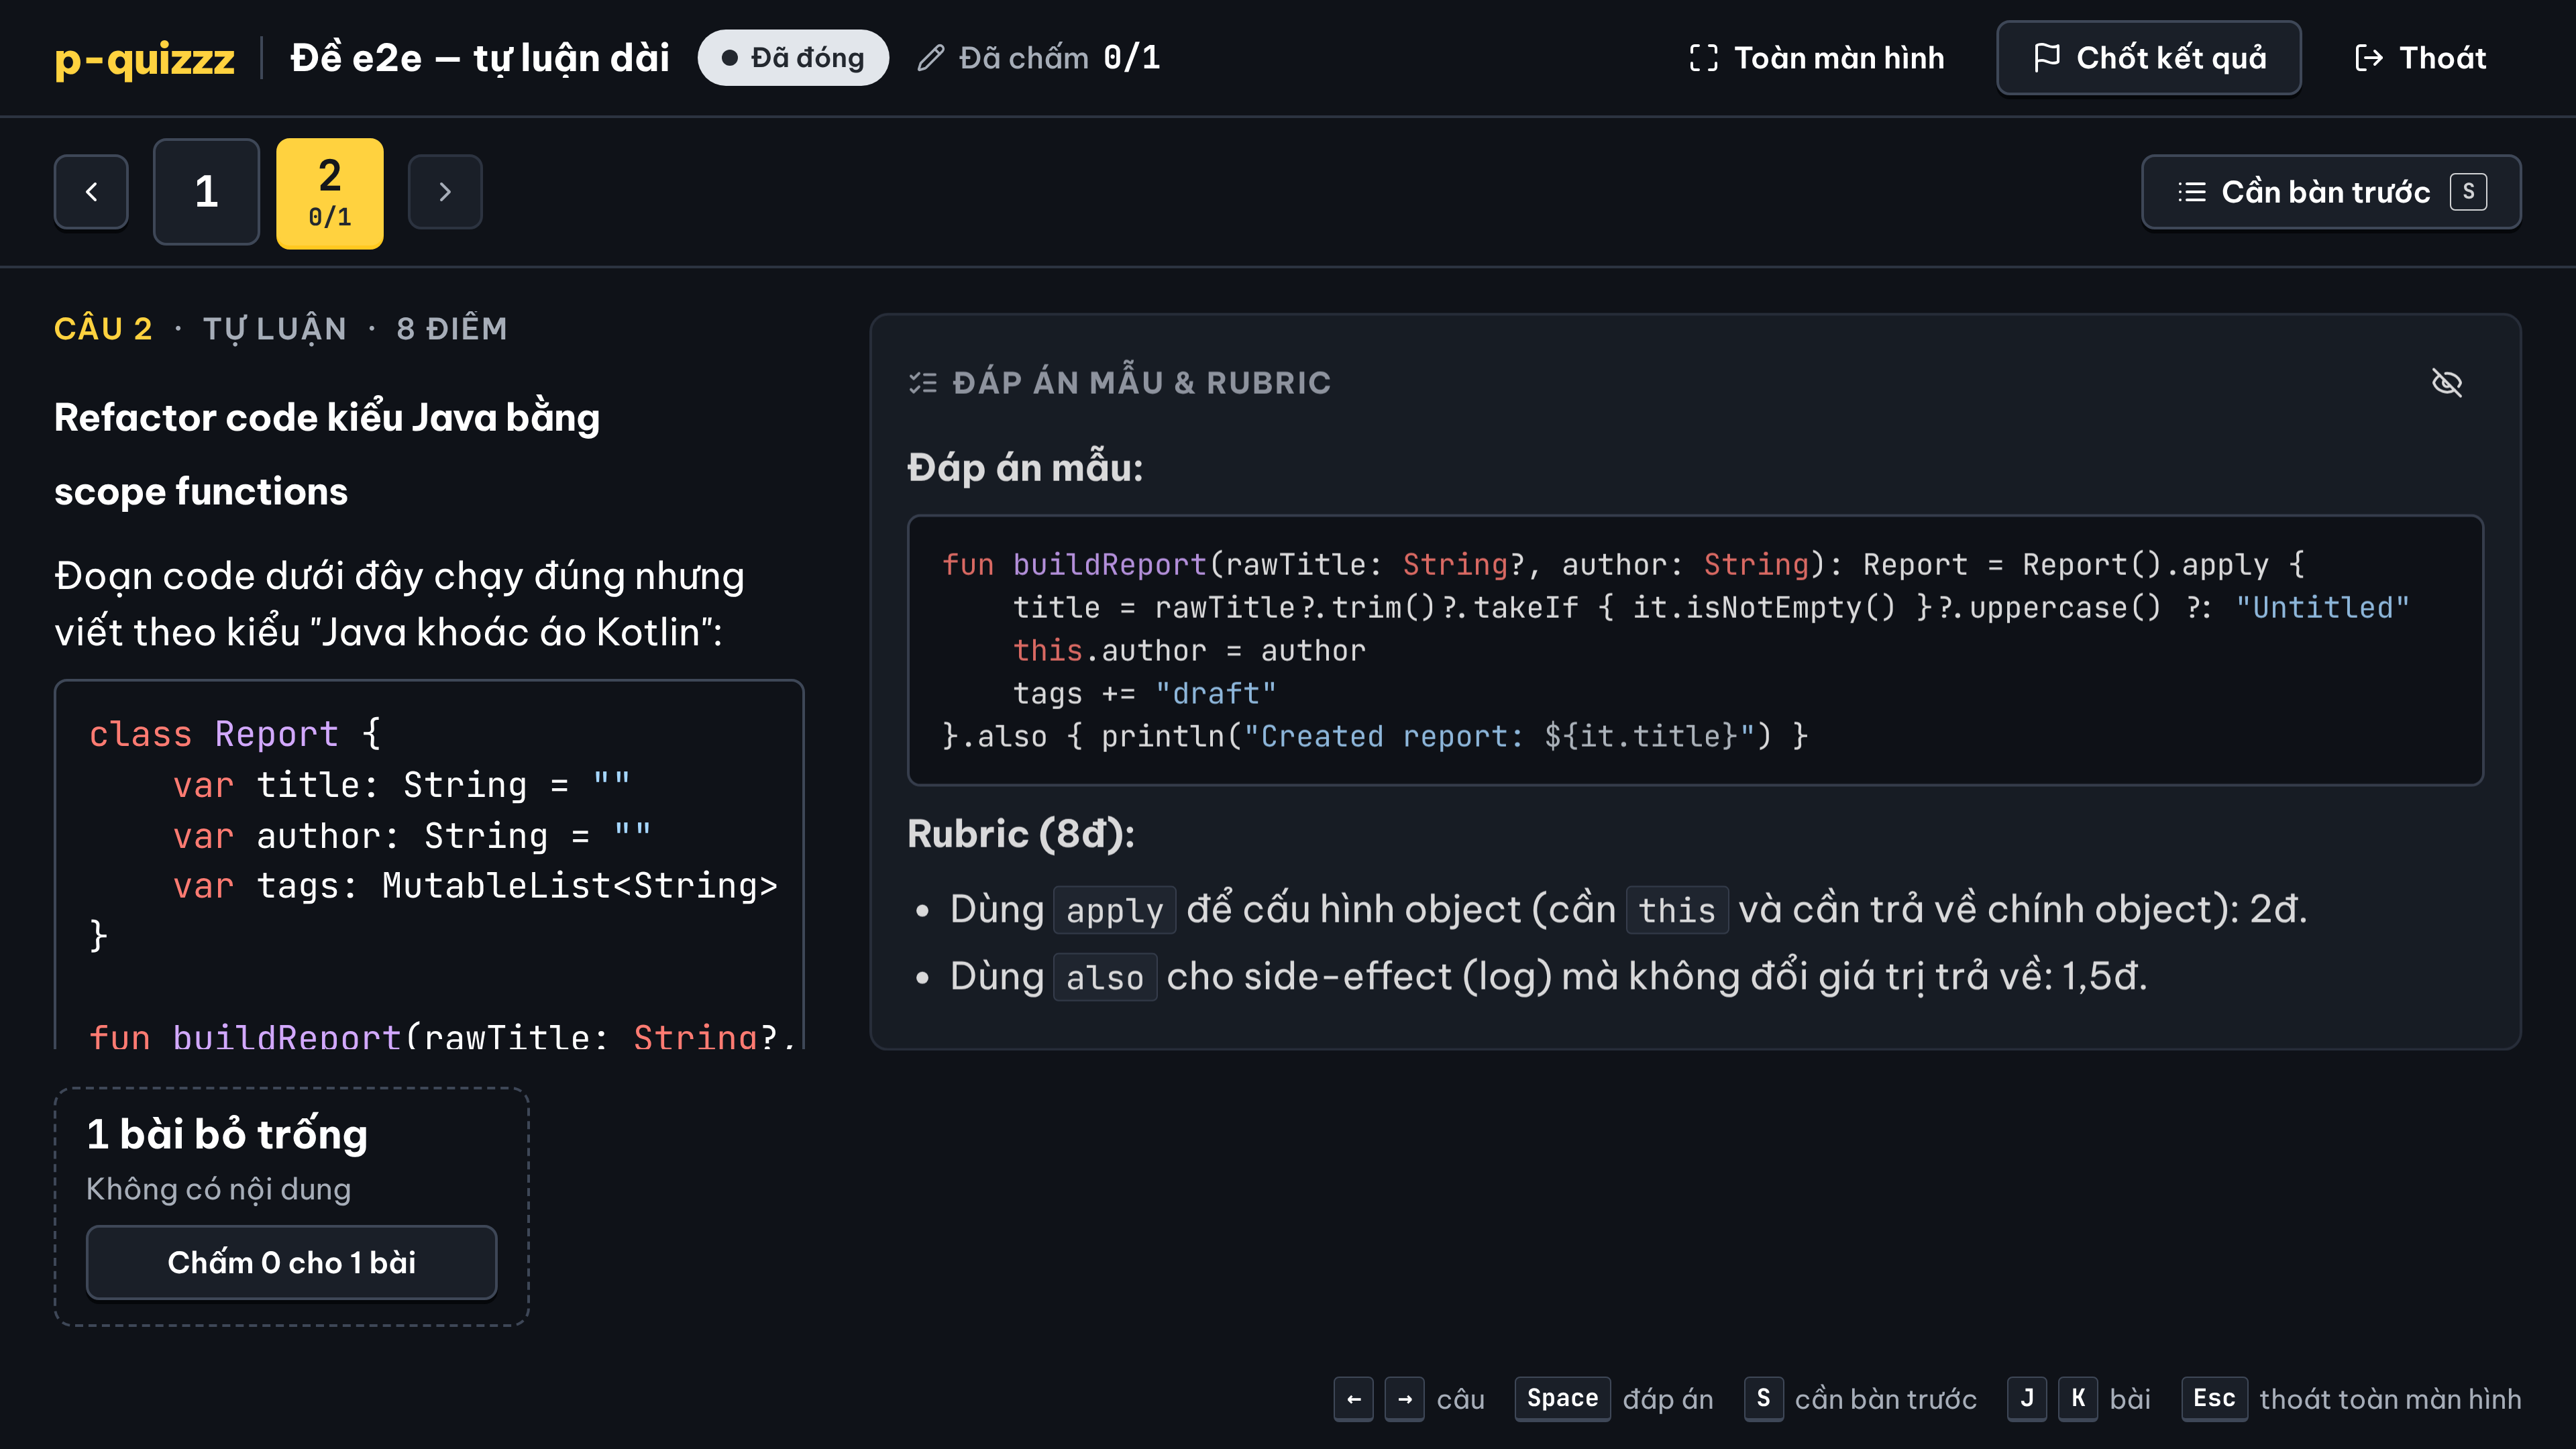 p-quizzz
Đề e2e — tự luận dài
Đã đóng
Đã chấm 0/1
Toàn màn hình
Chốt kết quả
Thoát
1
2
0/1
Cần bàn trước S
CÂU 2 · TỰ LUẬN · 8 ĐIỂM
Refactor code kiểu Java bằng
scope functions
Đoạn code dưới đây chạy đúng nhưng
viết theo kiểu "Java khoác áo Kotlin":
class Report {
    var title: String = ""
    var author: String = ""
    var tags: MutableList<String>
}
fun buildReport(rawTitle: String?,
ĐÁP ÁN MẪU & RUBRIC
Đáp án mẫu:
fun buildReport(rawTitle: String?, author: String): Report = Report().apply {
    title = rawTitle?.trim()?.takeIf { it.isNotEmpty() }?.uppercase() ?: "Untitled"
    this.author = author
    tags += "draft"
}.also { println("Created report: ${it.title}") }
Rubric (8đ):
• Dùng apply để cấu hình object (cần this và cần trả về chính object): 2đ.
• Dùng also cho side-effect (log) mà không đổi giá trị trả về: 1,5đ.
1 bài bỏ trống
Không có nội dung
Chấm 0 cho 1 bài
← → câu Space đáp án S cần bàn trước J K bài Esc thoát toàn màn hình